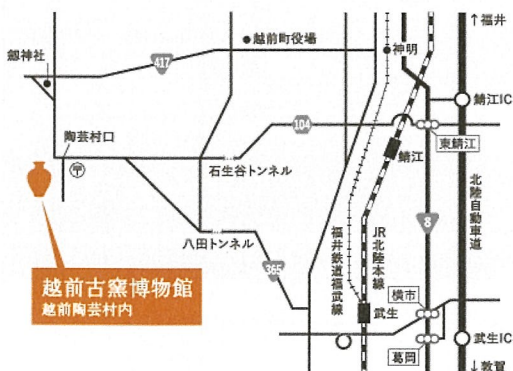 ↑福井
劔神社
●越前町役場
神明
417
鯖江IC
104
陶芸村口
〒
東鯖江
鯖江
石生谷トンネル
北陸自動車道
8
八田トンネル
福井鉄道福武線
JR北陸本線
365
越前古窯博物館
越前陶芸村内
横市
武生
武生IC
葛岡
↓敦賀